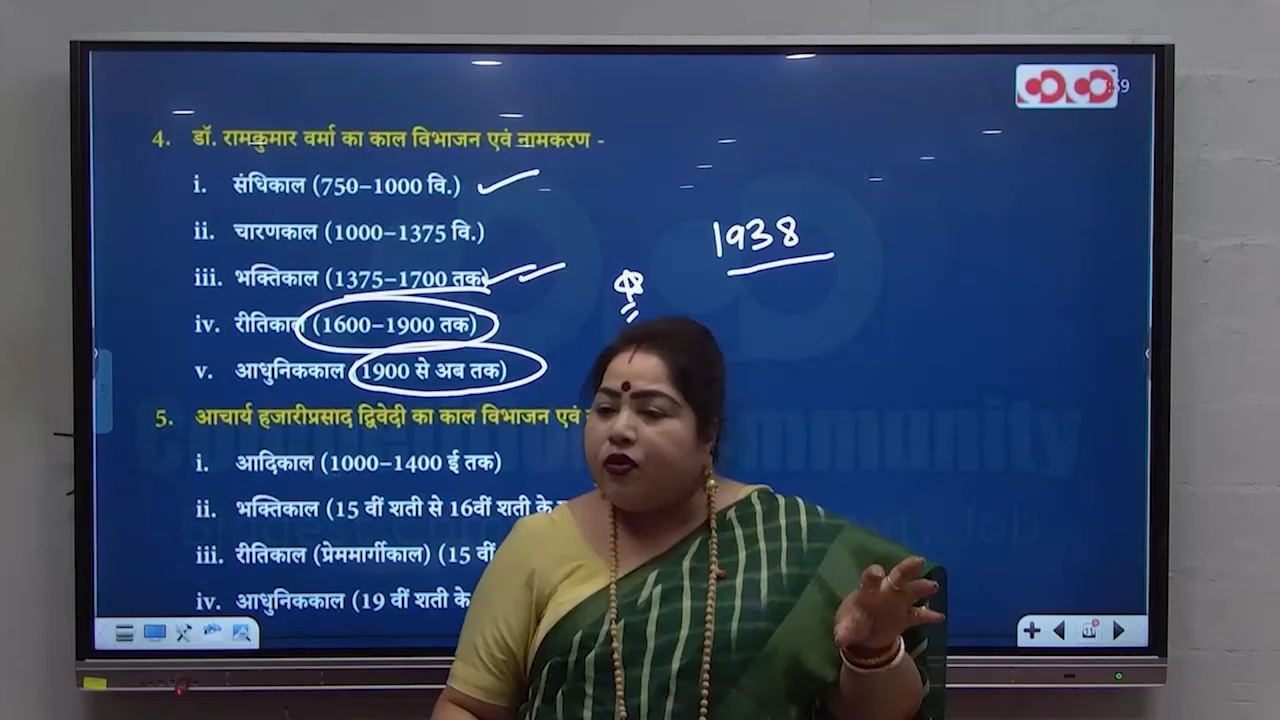 4. डॉ. रामकुमार वर्मा का काल विभाजन एवं नामकरण -
i. संधिकाल (750–1000 वि.)
ii. चारणकाल (1000–1375 वि.)
1938
iii. भक्तिकाल (1375–1700 तक)
iv. रीतिकाल (1600–1900 तक)
v. आधुनिककाल (1900 से अब तक)
5. आचार्य हजारीप्रसाद द्विवेदी का काल विभाजन एवं
i. आदिकाल (1000–1400 ई तक)
ii. भक्तिकाल (15 वीं शती से 16वीं शती के
iii. रीतिकाल (प्रेममार्गीकाल) (15 वीं
iv. आधुनिककाल (19 वीं शती के